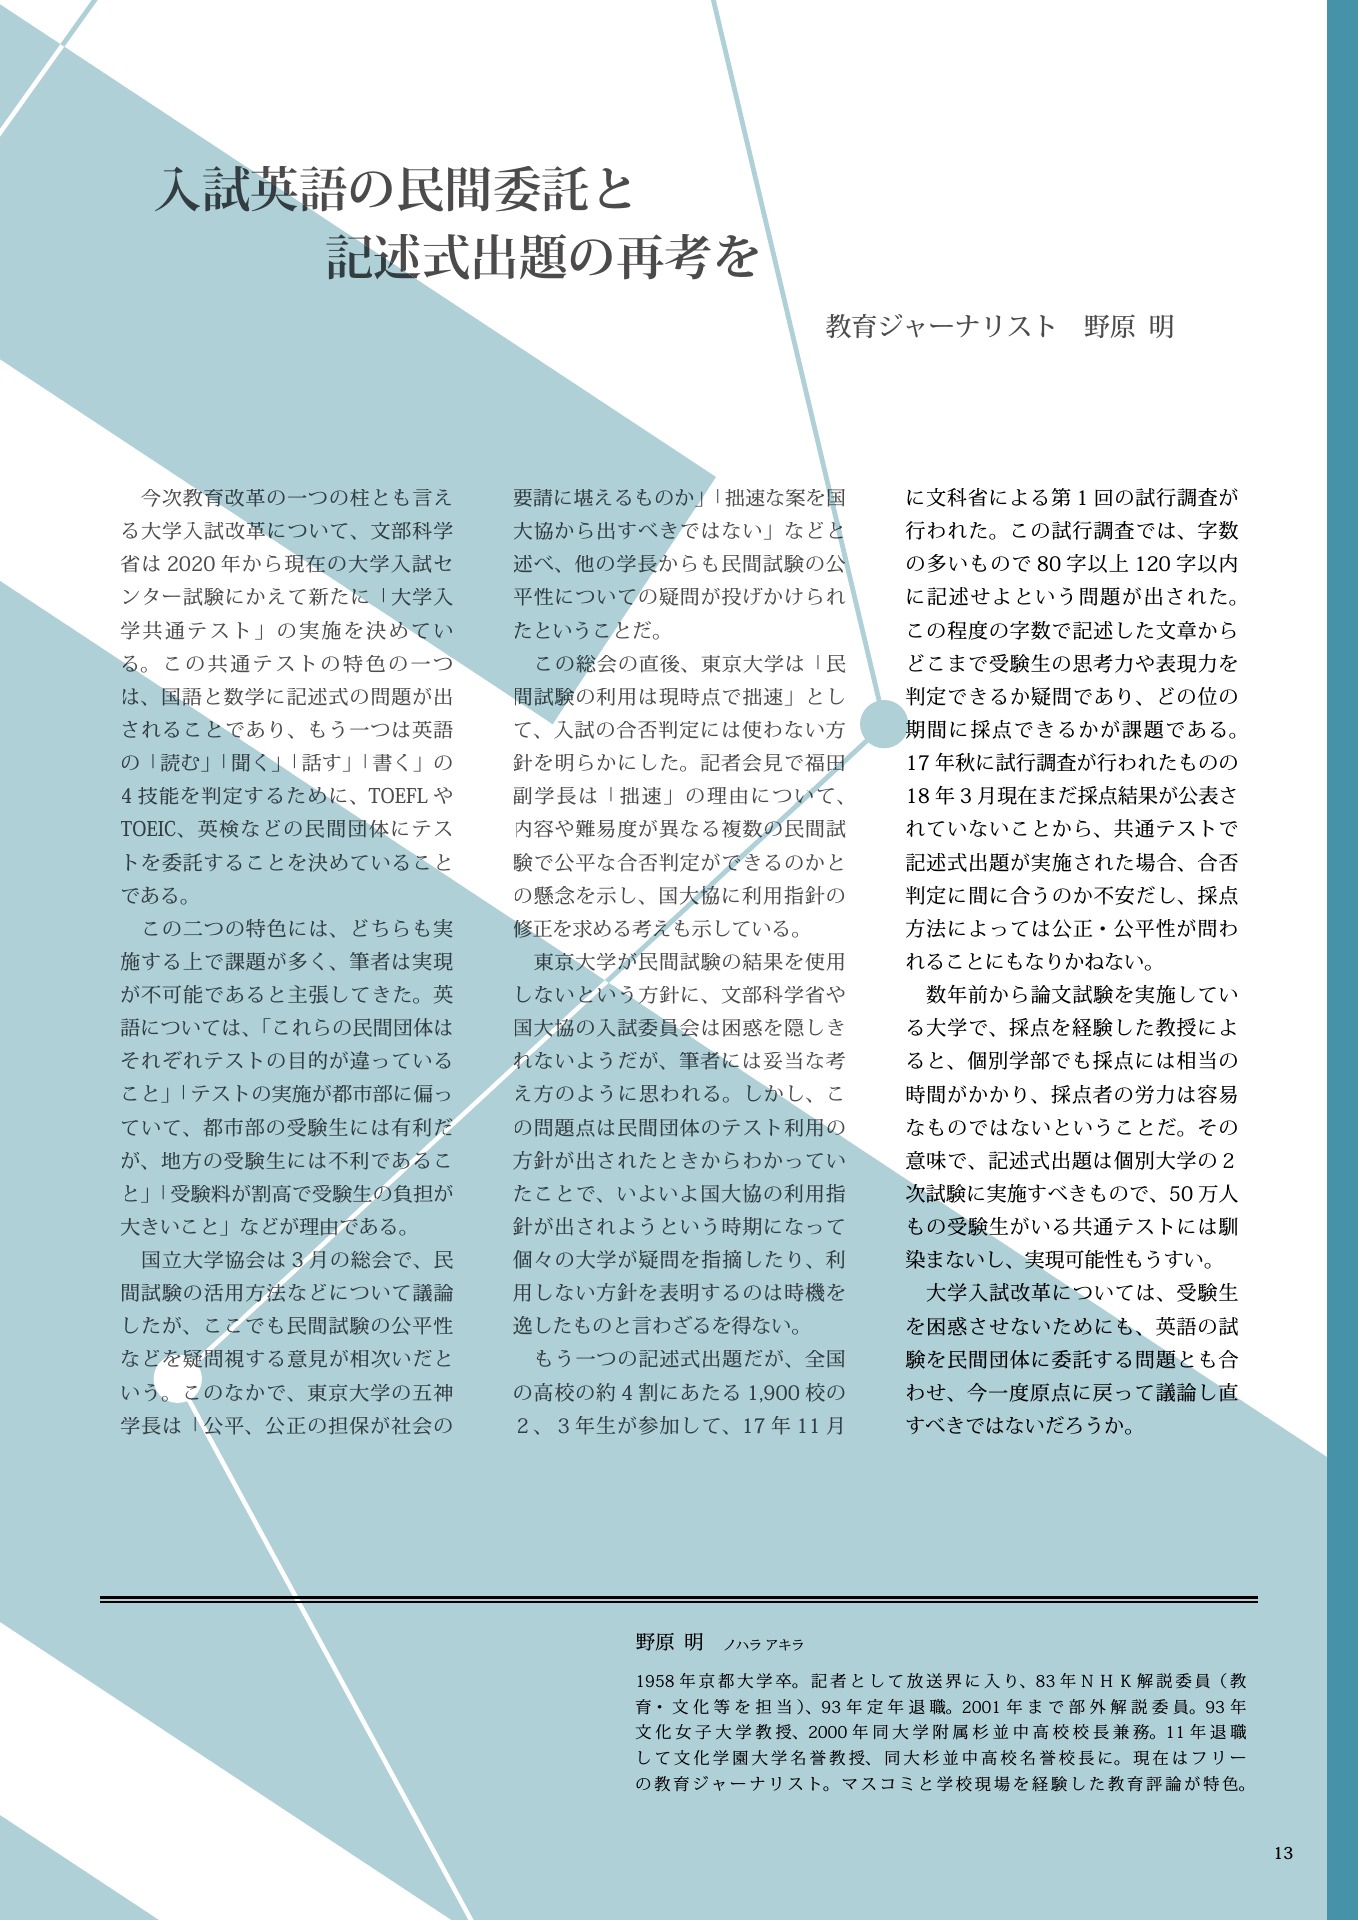 入試英語の民間委託と
記述式出題の再考を
教育ジャーナリスト　野原 明
今次教育改革の一つの柱とも言え
る大学入試改革について、文部科学
省は 2020 年から現在の大学入試セ
ンター試験にかえて新たに「大学入
学共通テスト」の実施を決めてい
る。この共通テストの特色の一つ
は、国語と数学に記述式の問題が出
されることであり、もう一つは英語
の「読む」「聞く」「話す」「書く」の
4 技能を判定するために、TOEFL や
TOEIC、英検などの民間団体にテス
トを委託することを決めていること
である。
この二つの特色には、どちらも実
施する上で課題が多く、筆者は実現
が不可能であると主張してきた。英
語については、「これらの民間団体は
それぞれテストの目的が違っている
こと」「テストの実施が都市部に偏っ
ていて、都市部の受験生には有利だ
が、地方の受験生には不利であるこ
と」「受験料が割高で受験生の負担が
大きいこと」などが理由である。
国立大学協会は 3 月の総会で、民
間試験の活用方法などについて議論
したが、ここでも民間試験の公平性
などを疑問視する意見が相次いだと
いう。このなかで、東京大学の五神
学長は「公平、公正の担保が社会の
要請に堪えるものか」「拙速な案を国
大協から出すべきではない」などと
述べ、他の学長からも民間試験の公
平性についての疑問が投げかけられ
たということだ。
この総会の直後、東京大学は「民
間試験の利用は現時点で拙速」とし
て、入試の合否判定には使わない方
針を明らかにした。記者会見で福田
副学長は「拙速」の理由について、
内容や難易度が異なる複数の民間試
験で公平な合否判定ができるのかと
の懸念を示し、国大協に利用指針の
修正を求める考えも示している。
東京大学が民間試験の結果を使用
しないという方針に、文部科学省や
国大協の入試委員会は困惑を隠しき
れないようだが、筆者には妥当な考
え方のように思われる。しかし、こ
の問題点は民間団体のテスト利用の
方針が出されたときからわかってい
たことで、いよいよ国大協の利用指
針が出されようという時期になって
個々の大学が疑問を指摘したり、利
用しない方針を表明するのは時機を
逸したものと言わざるを得ない。
もう一つの記述式出題だが、全国
の高校の約 4 割にあたる 1,900 校の
2、3 年生が参加して、17 年 11 月
に文科省による第 1 回の試行調査が
行われた。この試行調査では、字数
の多いもので 80 字以上 120 字以内
に記述せよという問題が出された。
この程度の字数で記述した文章から
どこまで受験生の思考力や表現力を
判定できるか疑問であり、どの位の
期間に採点できるかが課題である。
17 年秋に試行調査が行われたものの
18 年 3 月現在まだ採点結果が公表さ
れていないことから、共通テストで
記述式出題が実施された場合、合否
判定に間に合うのか不安だし、採点
方法によっては公正・公平性が問わ
れることにもなりかねない。
数年前から論文試験を実施してい
る大学で、採点を経験した教授によ
ると、個別学部でも採点には相当の
時間がかかり、採点者の労力は容易
なものではないということだ。その
意味で、記述式出題は個別大学の 2
次試験に実施すべきもので、50 万人
もの受験生がいる共通テストには馴
染まないし、実現可能性もうすい。
大学入試改革については、受験生
を困惑させないためにも、英語の試
験を民間団体に委託する問題とも合
わせ、今一度原点に戻って議論し直
すべきではないだろうか。
野原 明　ノハラ アキラ
1958 年京都大学卒。記者として放送界に入り、83 年ＮＨＫ解説委員（教
育・文化等を担当）、93 年定年退職。2001 年まで部外解説委員。93 年
文化女子大学教授、2000 年同大学附属杉並中高校校長兼務。11 年退職
して文化学園大学名誉教授、同大杉並中高校名誉校長に。現在はフリー
の教育ジャーナリスト。マスコミと学校現場を経験した教育評論が特色。
13